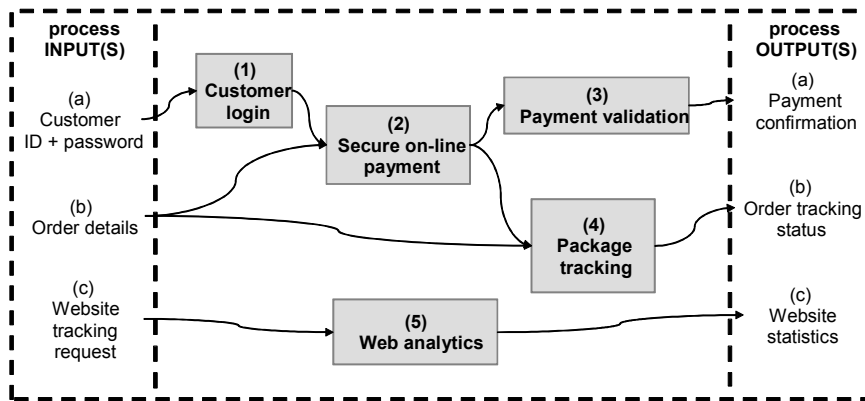 process
INPUT(S)
(a)
Customer
ID + password
(b)
Order details
(c)
Website
tracking
request
(1)
Customer
login
(2)
Secure on-line
payment
(3)
Payment validation
(4)
Package
tracking
(5)
Web analytics
process
OUTPUT(S)
(a)
Payment
confirmation
(b)
Order tracking
status
(c)
Website
statistics